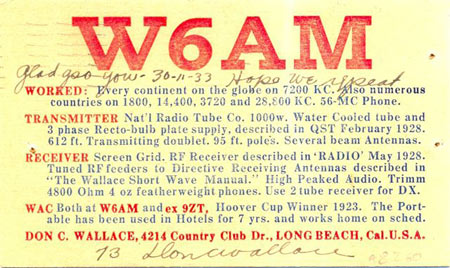 W6AM
Glad qso you - 30-11-33 Hope we repeat
WORKED: Every continent on the globe on 7200 KC. Also numerous
countries on 1800, 14,400, 3720 and 28,860 KC. 56-MC Phone.
TRANSMITTER Nat'l Radio Tube Co. 1000w. Water Cooled tube and
3 phase Recto-bulb plate supply, described in QST February 1928.
612 ft. Transmitting doublet. 95 ft. poles. Several beam Antennas.
RECEIVER Screen Grid. RF Receiver described in 'RADIO' May 1928.
Tuned RF feeders to Directive Receiving Antennas described in
"The Wallace Short Wave Manual." High Peaked Audio. Trimm
4800 Ohm 4 oz featherweight phones. Use 2 tube receiver for DX.
WAC Both at W6AM and ex 9ZT, Hoover Cup Winner 1923. The Port-
able has been used in Hotels for 7 yrs. and works home on sched.
DON C. WALLACE, 4214 Country Club Dr., LONG BEACH, Cal. U.S.A.
73 Don Wallace